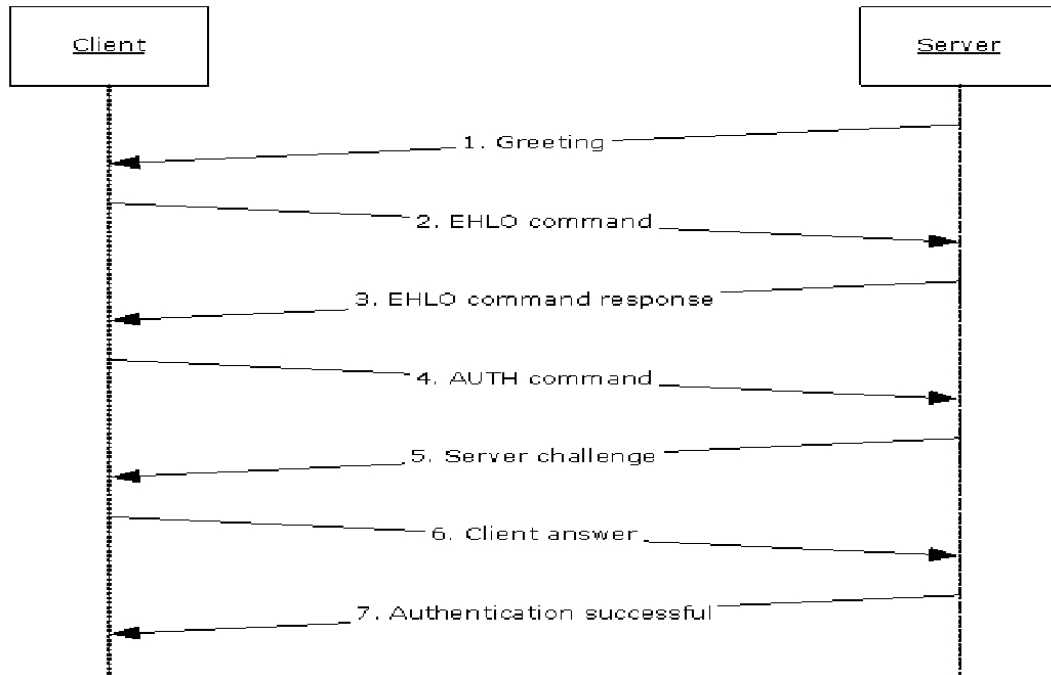 Client
Server
1. Greeting
2. EHLO command
3. EHLO command response
4. AUTH command
5. Server challenge
6. Client answer
7. Authentication successful